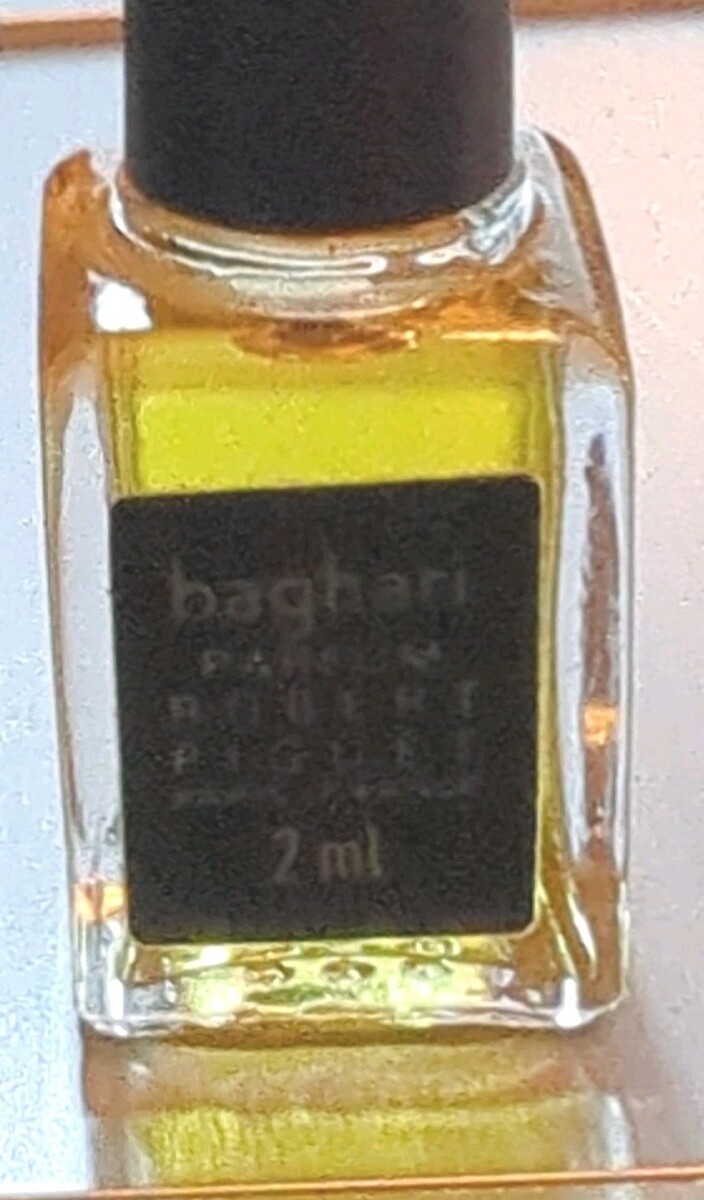 baghari
PARFUM
ROBERT
PIGUET
2 ml